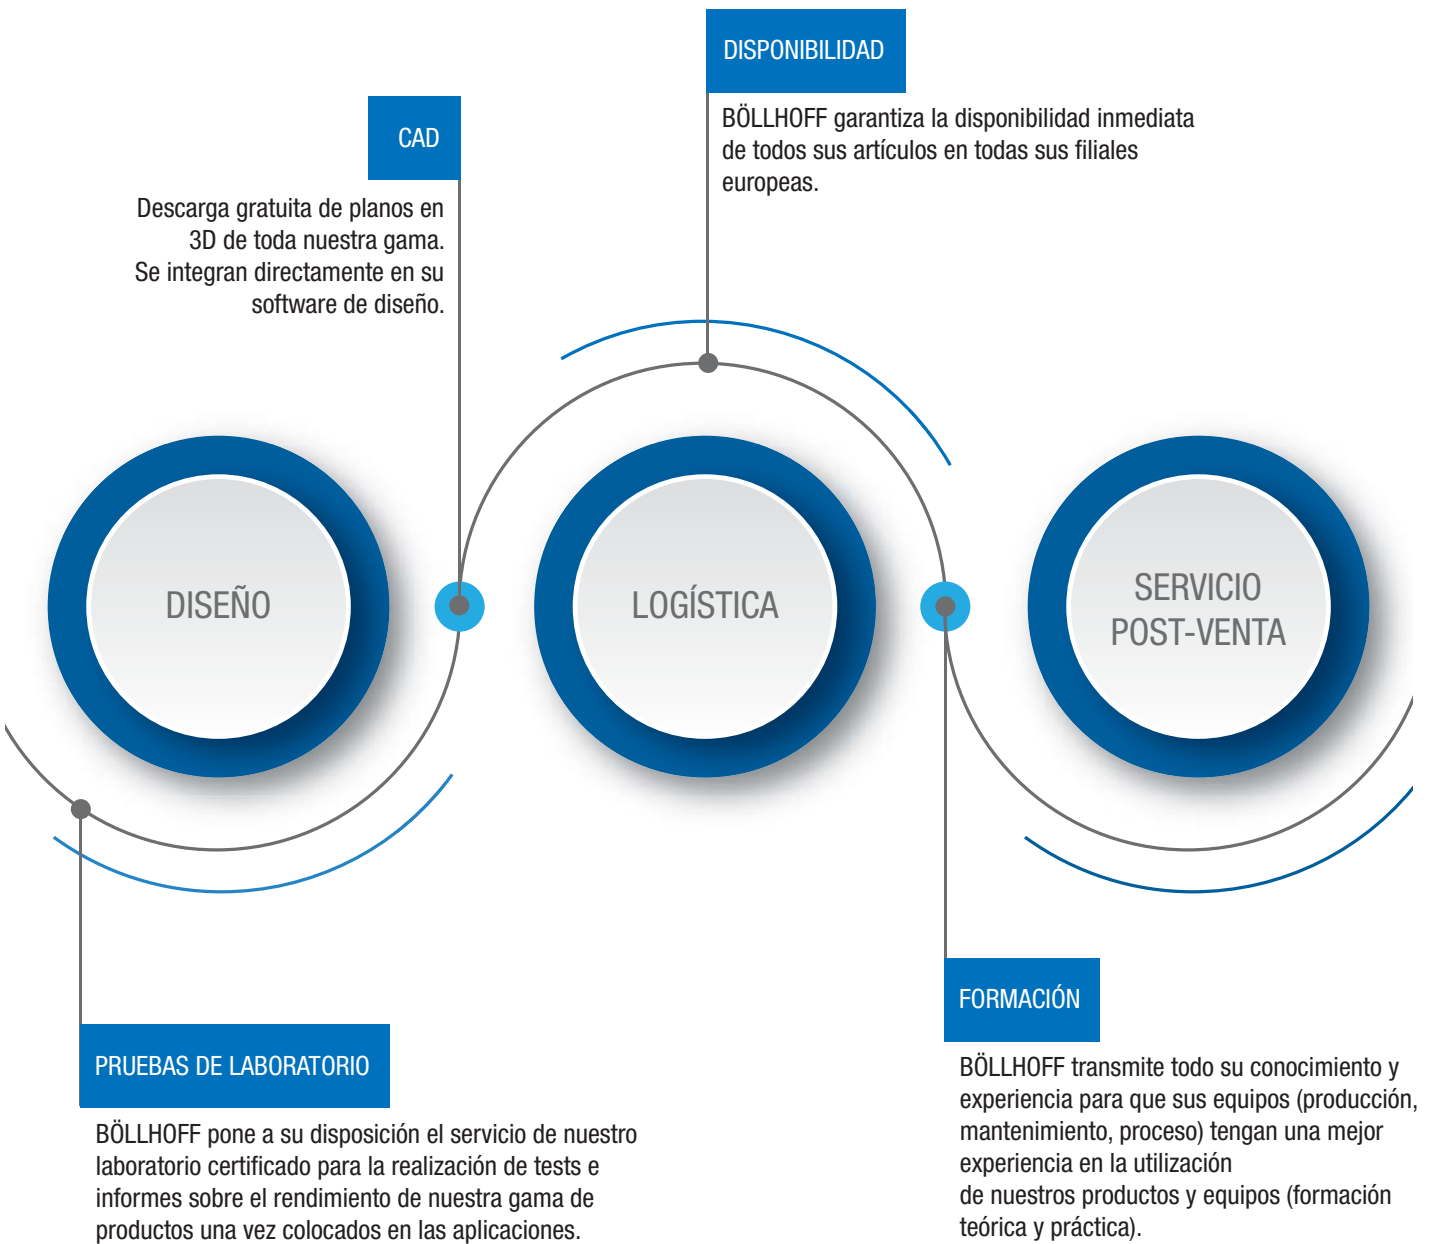 DISPONIBILIDAD
BÖLLHOFF garantiza la disponibilidad inmediata
de todos sus artículos en todas sus filiales
europeas.
CAD
Descarga gratuita de planos en
3D de toda nuestra gama.
Se integran directamente en su
software de diseño.
DISEÑO
LOGÍSTICA
SERVICIO
POST-VENTA
PRUEBAS DE LABORATORIO
BÖLLHOFF pone a su disposición el servicio de nuestro
laboratorio certificado para la realización de tests e
informes sobre el rendimiento de nuestra gama de
productos una vez colocados en las aplicaciones.
FORMACIÓN
BÖLLHOFF transmite todo su conocimiento y
experiencia para que sus equipos (producción,
mantenimiento, proceso) tengan una mejor
experiencia en la utilización
de nuestros productos y equipos (formación
teórica y práctica).